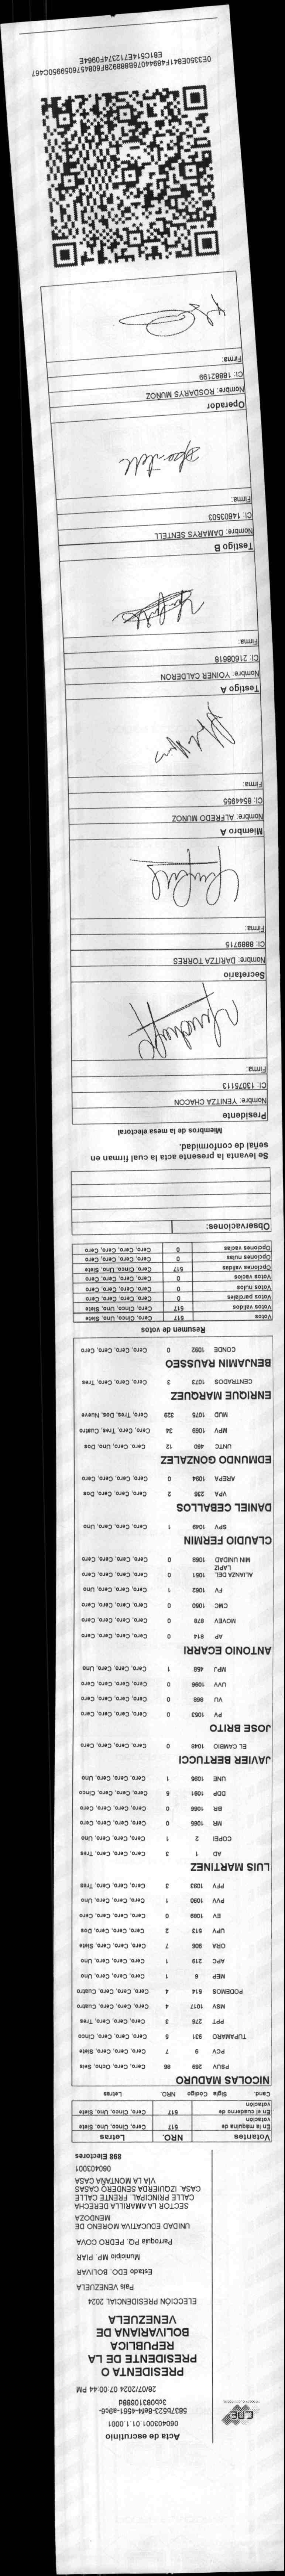 CNE
Acta de escrutinio
060403001.01.1.0001
5837b523-8ef4-4561-a9c6-
3cb08310688d
28/07/2024 07:00:44 PM
PRESIDENTA O
PRESIDENTE DE LA
REPUBLICA
BOLIVARIANA DE
VENEZUELA
ELECCIÓN PRESIDENCIAL 2024
Pais VENEZUELA
Estado EDO. BOLIVAR
Municipio MP. PIAR
Parroquia PQ. PEDRO COVA
UNIDAD EDUCATIVA MORENO DE
MENDOZA
SECTOR LA AMARILLA DERECHA
CALLE PRINCIPAL. FRENTE CALLE
CASA. IZQUIERDA SENDERO CASAS
VÍA LA MONTAÑA CASA
060403001
898 Electores
Votantes NRO. Letras
En la máquina de
votación 517 Cero, Cinco, Uno, Siete
En el cuaderno de
votación 517 Cero, Cinco, Uno, Siete
Cand. Sigla Código NRO. Letras
NICOLAS MADURO
PSUV 269 86 Cero, Cero, Ocho, Seis
PCV 9 7 Cero, Cero, Cero, Siete
TUPAMARO 931 5 Cero, Cero, Cero, Cinco
PPT 276 3 Cero, Cero, Cero, Tres
MSV 1017 4 Cero, Cero, Cero, Cuatro
PODEMOS 514 4 Cero, Cero, Cero, Cuatro
MEP 6 1 Cero, Cero, Cero, Uno
APC 219 1 Cero, Cero, Cero, Uno
ORA 906 7 Cero, Cero, Cero, Siete
UPV 513 2 Cero, Cero, Cero, Dos
EV 1089 0 Cero, Cero, Cero, Cero
PVV 1090 1 Cero, Cero, Cero, Uno
PFV 1093 3 Cero, Cero, Cero, Tres
LUIS MARTINEZ
AD 1 3 Cero, Cero, Cero, Tres
COPEI 2 1 Cero, Cero, Cero, Uno
MR 1065 0 Cero, Cero, Cero, Cero
BR 1066 0 Cero, Cero, Cero, Cero
DDP 1091 5 Cero, Cero, Cero, Cinco
UNE 1095 1 Cero, Cero, Cero, Uno
JAVIER BERTUCCI
EL CAMBIO 1048 0 Cero, Cero, Cero, Cero
JOSE BRITO
PV 1053 0 Cero, Cero, Cero, Cero
VU 868 0 Cero, Cero, Cero, Cero
UVV 1096 0 Cero, Cero, Cero, Cero
MPJ 458 1 Cero, Cero, Cero, Uno
ANTONIO ECARRI
AP 814 0 Cero, Cero, Cero, Cero
MOVEV 878 0 Cero, Cero, Cero, Cero
CMC 1050 0 Cero, Cero, Cero, Cero
FV 1062 1 Cero, Cero, Cero, Uno
ALIANZA DEL
LAPIZ 1051 0 Cero, Cero, Cero, Cero
MIN UNIDAD 1068 0 Cero, Cero, Cero, Cero
CLAUDIO FERMIN
SPV 1049 1 Cero, Cero, Cero, Uno
DANIEL CEBALLOS
VPA 236 2 Cero, Cero, Cero, Dos
AREPA 1094 0 Cero, Cero, Cero, Cero
EDMUNDO GONZALEZ
UNTC 460 12 Cero, Cero, Uno, Dos
MPV 1069 34 Cero, Cero, Tres, Cuatro
MUD 1075 329 Cero, Tres, Dos, Nueve
ENRIQUE MARQUEZ
CENTRADOS 1073 3 Cero, Cero, Cero, Tres
BENJAMIN RAUSSEO
CONDE 1092 0 Cero, Cero, Cero, Cero
Resumen de votos
Votos 517 Cero, Cinco, Uno, Siete
Votos validos 517 Cero, Cinco, Uno, Siete
Votos parciales 0 Cero, Cero, Cero, Cero
Votos nulos 0 Cero, Cero, Cero, Cero
Votos vacios 0 Cero, Cero, Cero, Cero
Opciones validas 517 Cero, Cinco, Uno, Siete
Opciones nulas 0 Cero, Cero, Cero, Cero
Opciones vacias 0 Cero, Cero, Cero, Cero
Observaciones:
Se levanta la presente acta la cual firman en
señal de conformidad.
Miembros de la mesa electoral
Presidente
Nombre: YENITZA CHACON
CI: 13075113
Firma:
Secretario
Nombre: DARITZA TORRES
CI: 8889715
Firma:
Miembro A
Nombre: ALFREDO MUÑOZ
CI: 8544955
Firma:
Testigo A
Nombre: YOINER CALDERON
CI: 21608618
Firma:
Testigo B
Nombre: DAMARYS SENTELL
CI: 14603503
Firma:
Dsentell
Operador
Nombre: ROSDARYS MUÑOZ
CI: 18882199
Firma:
0E3350EB41F48944076B888928F6084576059950C467
E81C514E712374F0964E